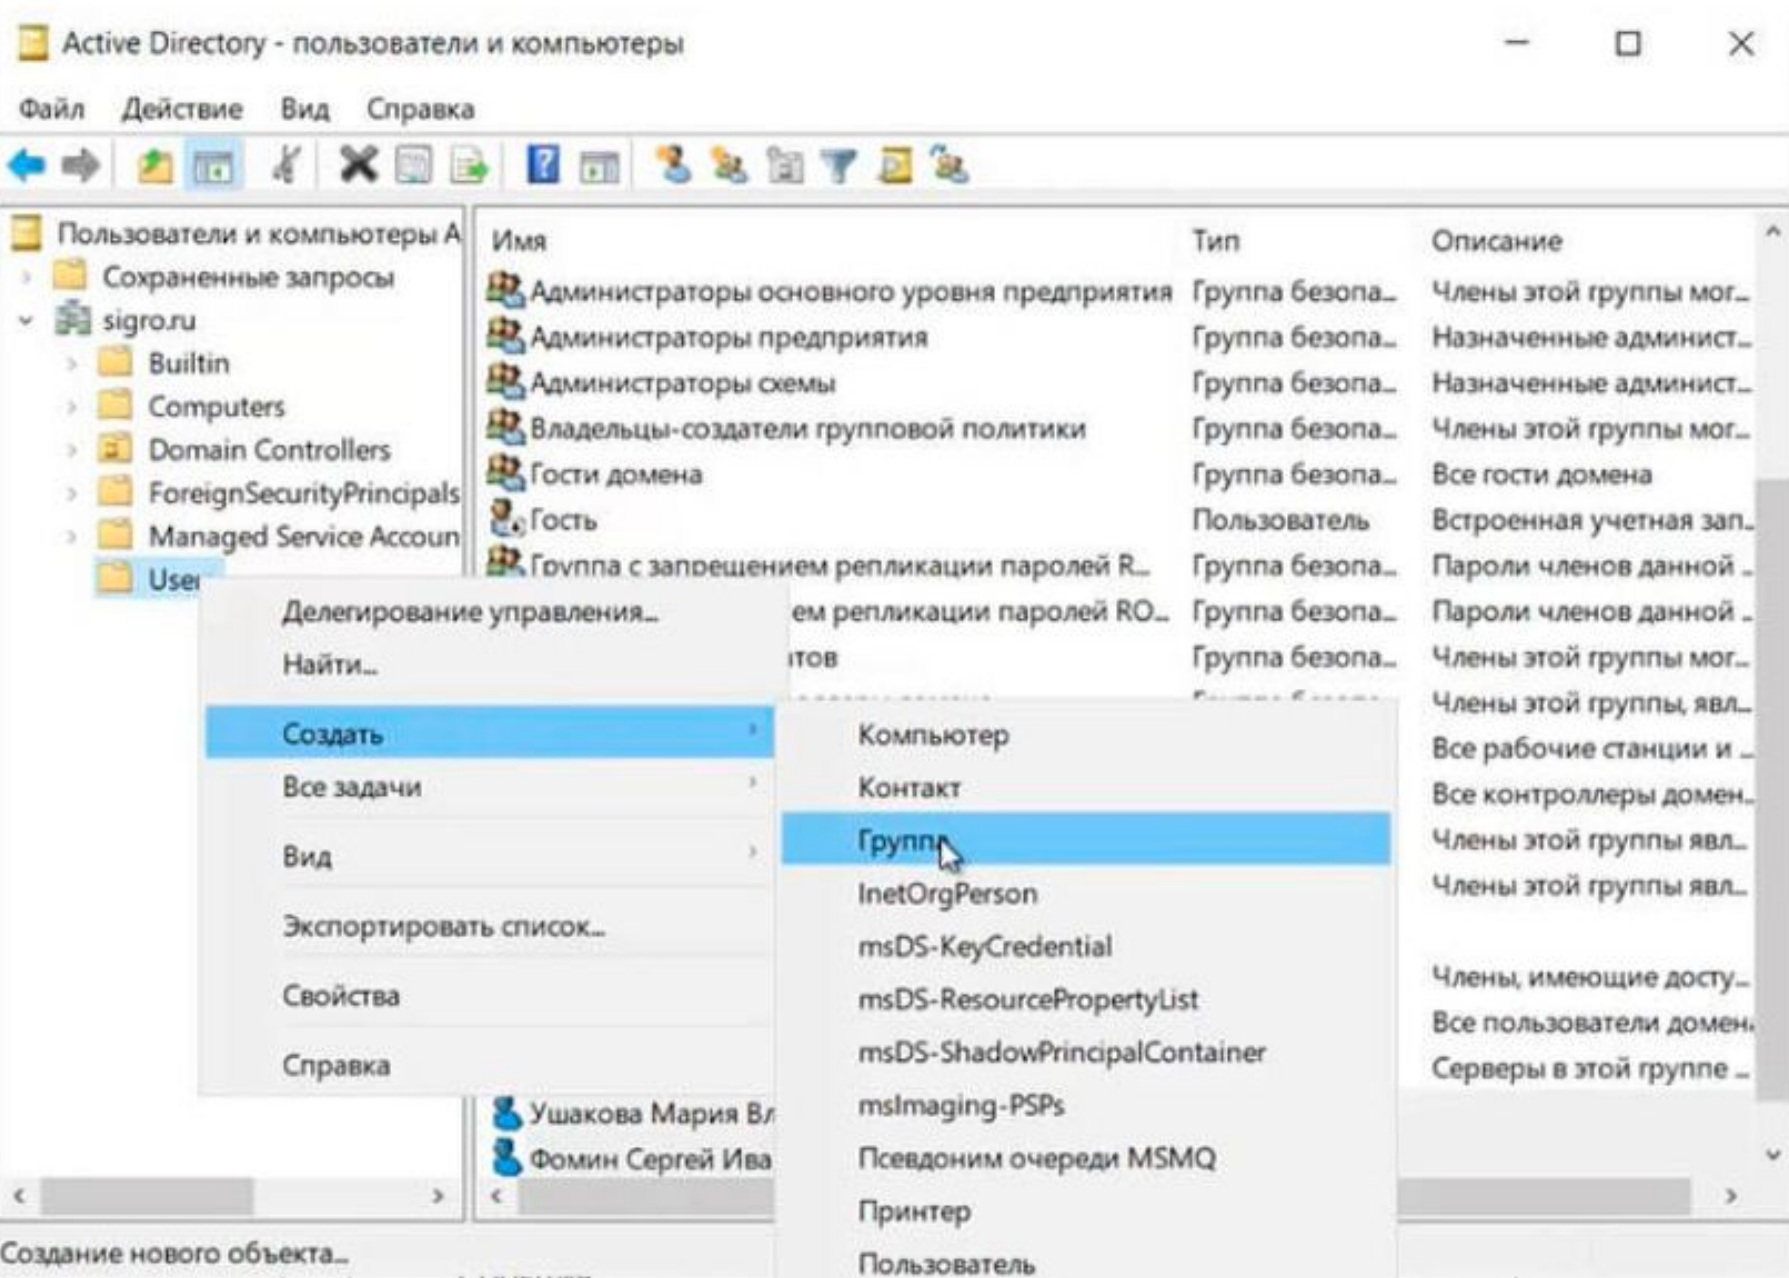 Active Directory - пользователи и компьютеры
Файл Действие Вид Справка
Пользователи и компьютеры A
Сохраненные запросы
sigro.ru
Builtin
Computers
Domain Controllers
ForeignSecurityPrincipals
Managed Service Accoun
User
Имя Тип Описание
Администраторы основного уровня предприятия Группа безопа... Члены этой группы мог...
Администраторы предприятия Группа безопа... Назначенные админист...
Администраторы схемы Группа безопа... Назначенные админист...
Владельцы-создатели групповой политики Группа безопа... Члены этой группы мог...
Гости домена Группа безопа... Все гости домена
Гость Пользователь Встроенная учетная зап...
Группа с запрещением репликации паролей R... Группа безопа... Пароли членов данной ...
ем репликации паролей RO... Группа безопа... Пароли членов данной ...
тов Группа безопа... Члены этой группы мог...
Члены этой группы, явл...
Все рабочие станции и ...
Все контроллеры домен...
Члены этой группы явл...
Члены этой группы явл...
Члены, имеющие досту...
Все пользователи домен
Серверы в этой группе ...
Ушакова Мария Вл
Фомин Сергей Ива
Делегирование управления...
Найти...
Создать
Все задачи
Вид
Экспортировать список...
Свойства
Справка
Компьютер
Контакт
Группа
InetOrgPerson
msDS-KeyCredential
msDS-ResourcePropertyList
msDS-ShadowPrincipalContainer
msImaging-PSPs
Псевдоним очереди MSMQ
Принтер
Пользователь
Создание нового объекта...